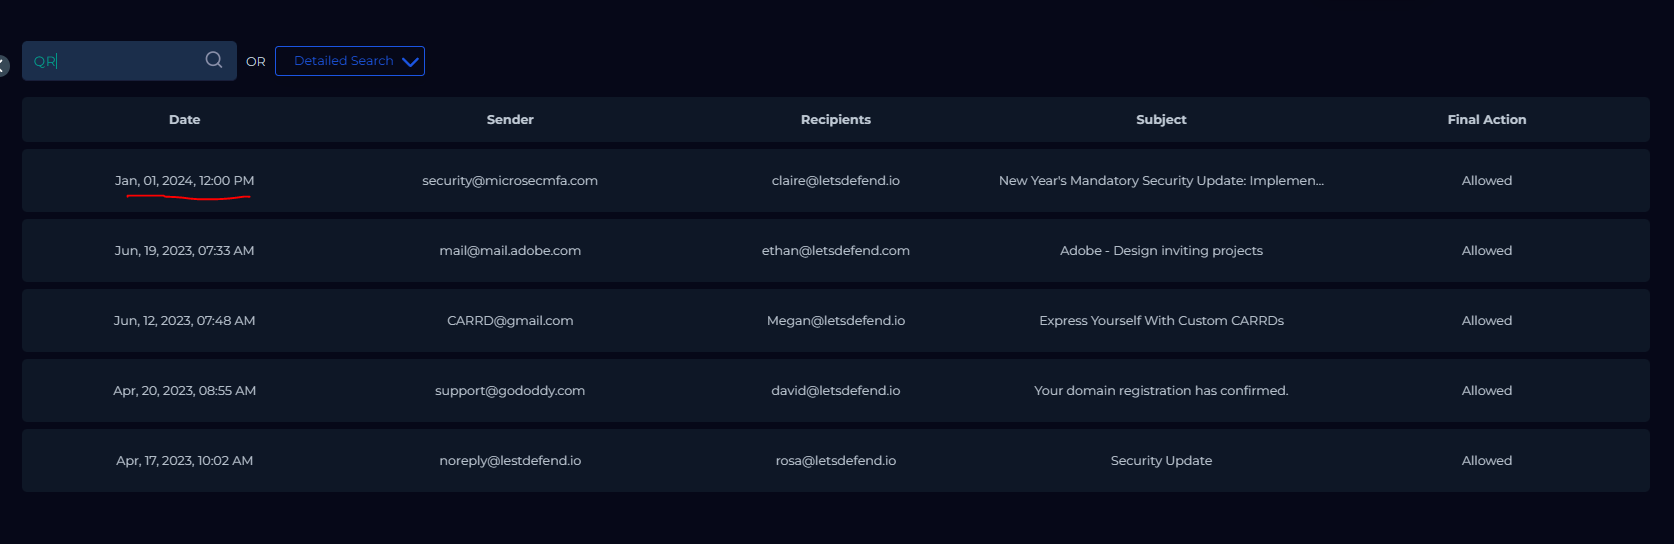 QR OR Detailed Search
Date Sender Recipients Subject Final Action
Jan, 01, 2024, 12:00 PM security@microsecmfa.com claire@letsdefend.io New Year's Mandatory Security Update: Implemen... Allowed
Jun, 19, 2023, 07:33 AM mail@mail.adobe.com ethan@letsdefend.com Adobe - Design inviting projects Allowed
Jun, 12, 2023, 07:48 AM CARRD@gmail.com Megan@letsdefend.io Express Yourself With Custom CARRDs Allowed
Apr, 20, 2023, 08:55 AM support@gododdy.com david@letsdefend.io Your domain registration has confirmed. Allowed
Apr, 17, 2023, 10:02 AM noreply@lestdefend.io rosa@letsdefend.io Security Update Allowed